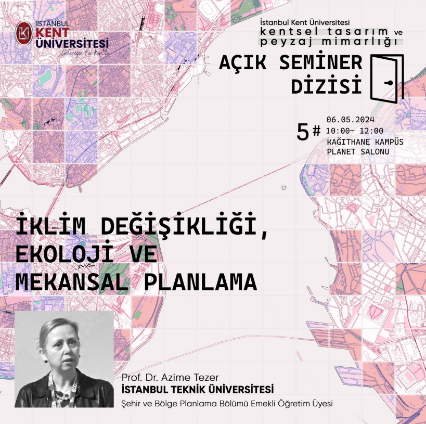 İSTANBUL
KENT
ÜNİVERSİTESİ
İstanbul Kent Üniversitesi
kentsel tasarım ve
peyzaj mimarlığı
AÇIK SEMİNER
DİZİSİ
5#
06.05.2024
10:00- 12:00
KAĞITHANE KAMPÜS
PLANET SALONU
İKLİM DEĞİŞİKLİĞİ,
EKOLOJİ VE
MEKANSAL PLANLAMA
Prof. Dr. Azime Tezer
İSTANBUL TEKNİK ÜNİVERSİTESİ
Şehir ve Bölge Planlama Bölümü Emekli Öğretim Üyesi